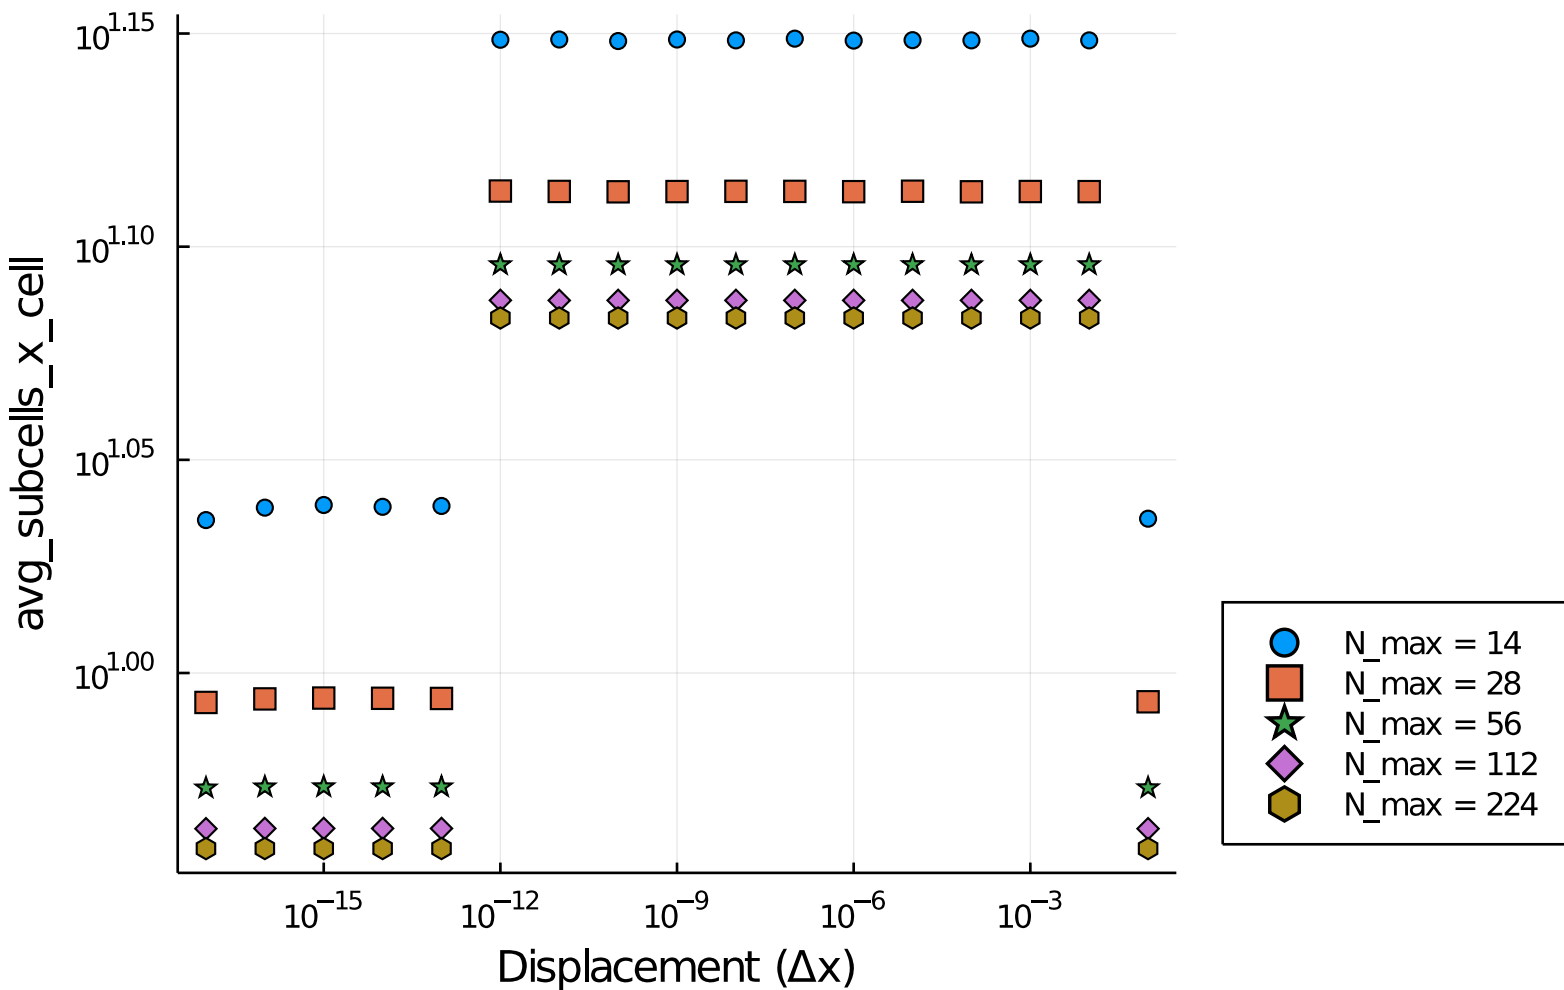 10^1.15
10^1.10
10^1.05
10^1.00
avg_subcells_x_cell
10^−15 10^−12 10^−9 10^−6 10^−3
Displacement (Δx)
N_max = 14
N_max = 28
N_max = 56
N_max = 112
N_max = 224